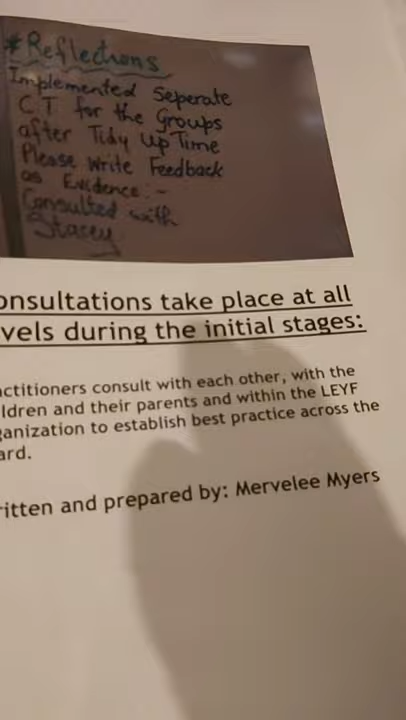 #Reflections
Implemented Seperate
C T for the Groups
after Tidy Up Time
Please Write Feedback
as Evidence:-
Consulted with
Stacey
onsultations take place at all
vels during the initial stages:
actitioners consult with each other, with the
ldren and their parents and within the LEYF
ganization to establish best practice across the
ard.
ritten and prepared by: Mervelee Myers